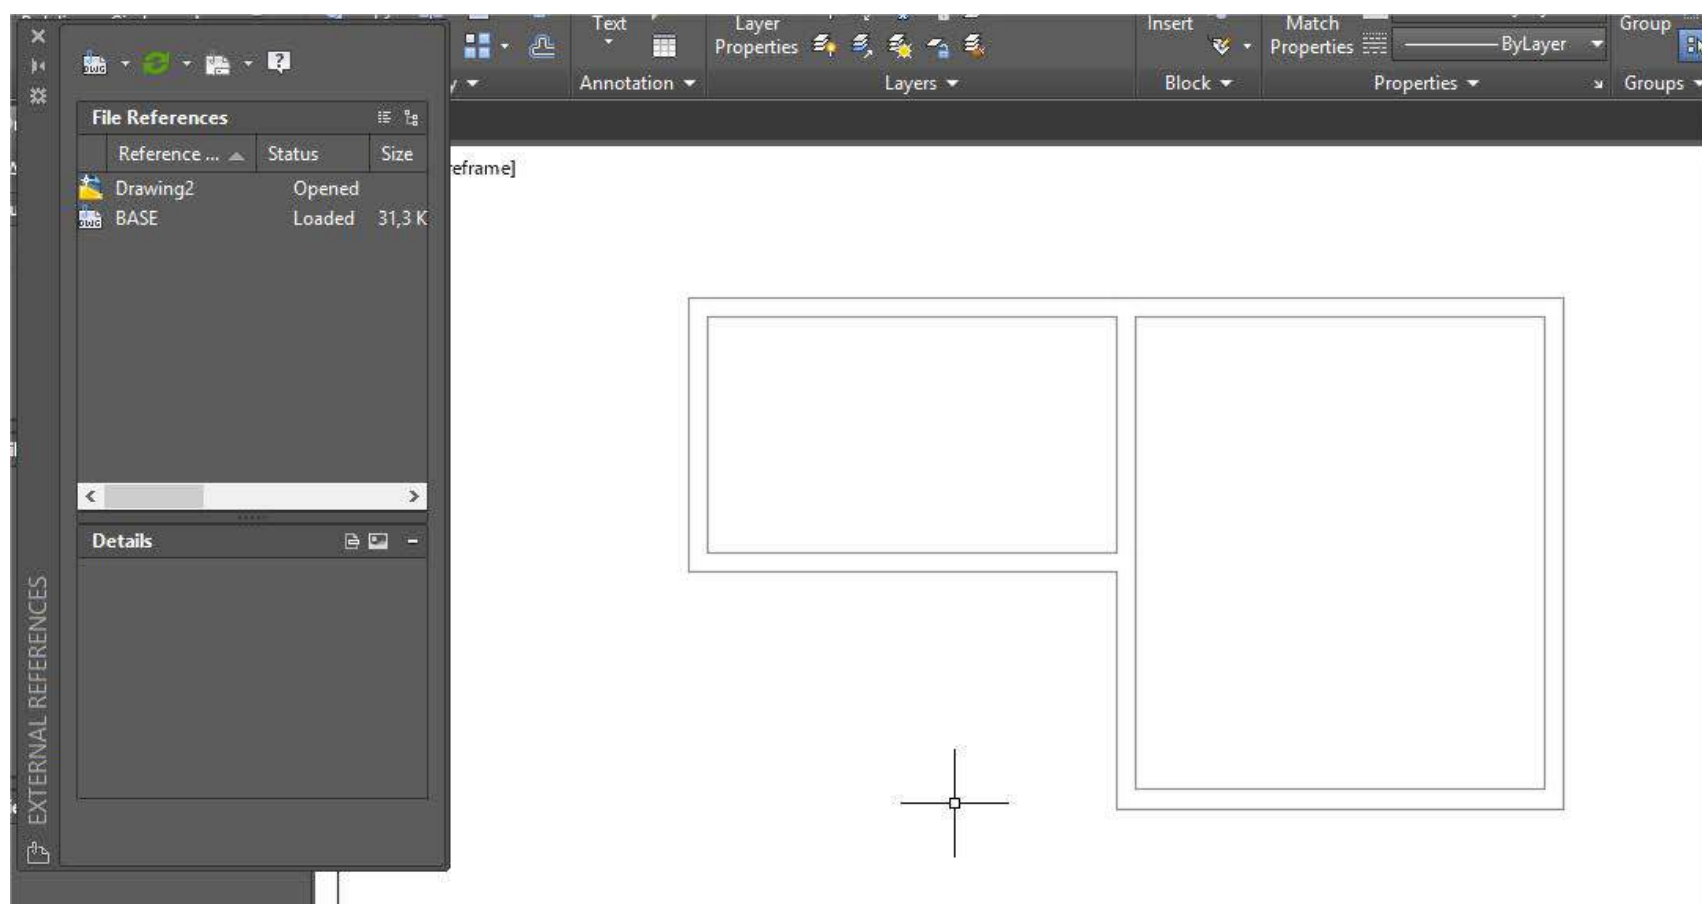 Text
Layer
Properties
Insert
Match
Properties
ByLayer
Group
Annotation
Layers
Block
Properties
Groups
File References
Reference ...
Status
Size
Drawing2
Opened
BASE
Loaded
31,3 K
eframe]
Details
EXTERNAL REFERENCES